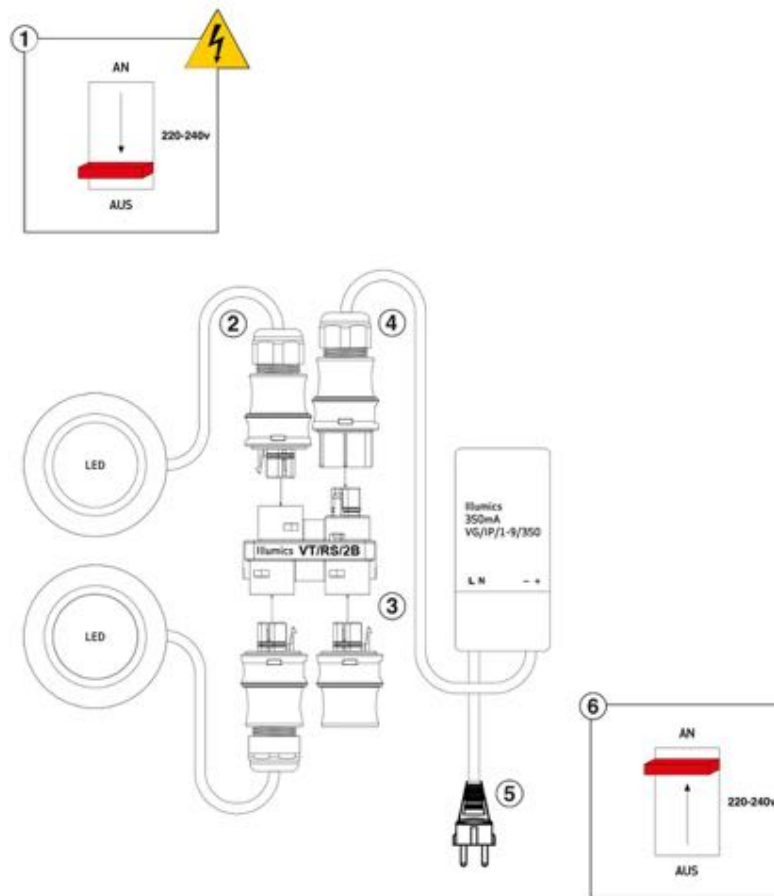 1
AN
220-240v
AUS
2
4
LED
Illumics
350mA
VG/IP/1-9/350
L N - +
Illumics VT/RS/2B
3
LED
6
AN
5
220-240v
AUS